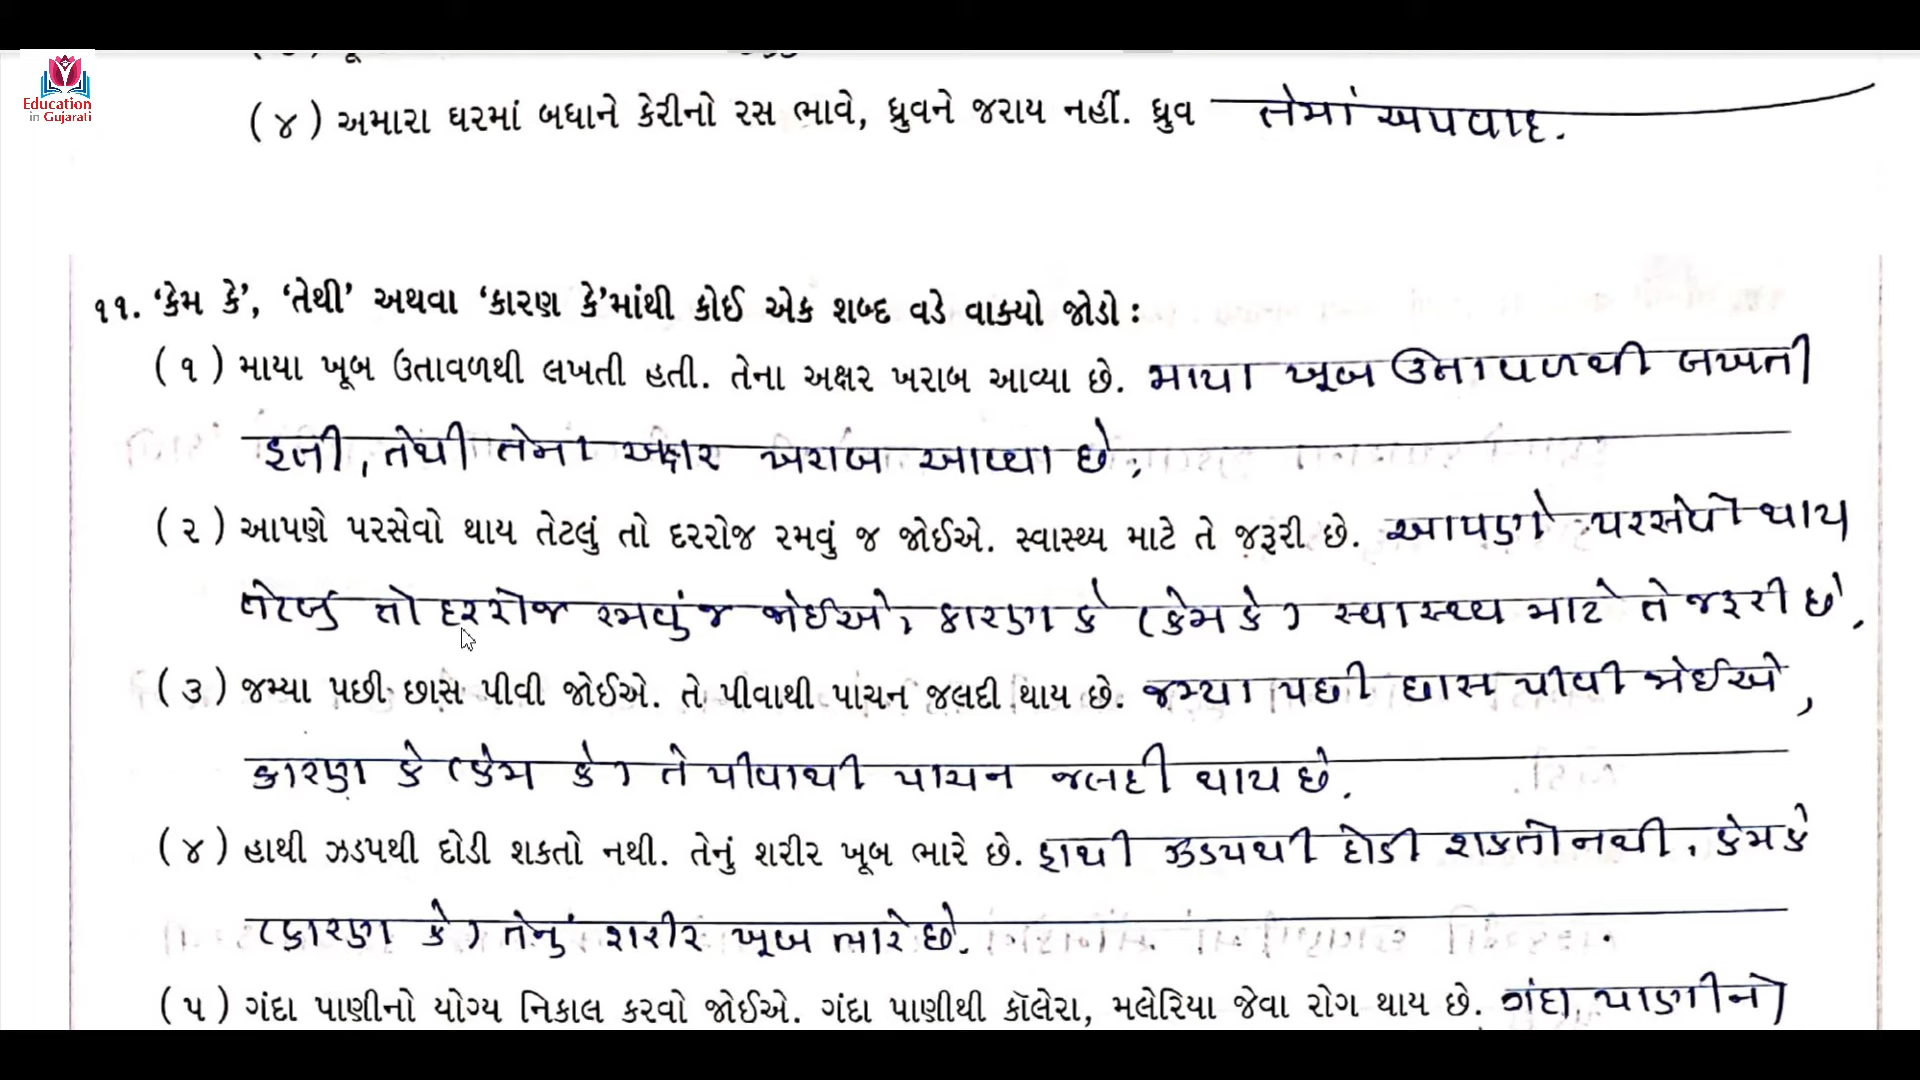 Education
in Gujarati
(૪) અમારા ઘરમાં બધાને કેરીનો રસ ભાવે, ધ્રુવને જરાય નહીં. ધ્રુવ તેમાં અપવાદ.
૧૧. ‘કેમ કે’, ‘તેથી’ અથવા ‘કારણ કે’માંથી કોઈ એક શબ્દ વડે વાક્યો જોડો :
(૧) માયા ખૂબ ઉતાવળથી લખતી હતી. તેના અક્ષર ખરાબ આવ્યા છે. માયા ખૂબ ઉતાવળથી લખતી
હતી, તેથી તેના અક્ષર ખરાબ આવ્યા છે.
(૨) આપણે પરસેવો થાય તેટલું તો દરરોજ રમવું જ જોઈએ. સ્વાસ્થ્ય માટે તે જરૂરી છે. આપણે પરસેવો થાય
તેટલું તો દરરોજ રમવું જ જોઈએ, કારણ કે (કેમ કે) સ્વાસ્થ્ય માટે તે જરૂરી છે.
(૩) જમ્યા પછી છાસ પીવી જોઈએ. તે પીવાથી પાચન જલદી થાય છે. જમ્યા પછી છાસ પીવી જોઈએ,
કારણ કે (કેમ કે) તે પીવાથી પાચન જલદી થાય છે.
(૪) હાથી ઝડપથી દોડી શકતો નથી. તેનું શરીર ખૂબ ભારે છે. હાથી ઝડપથી દોડી શકતો નથી, કેમ કે
(કારણ કે) તેનું શરીર ખૂબ ભારે છે.
(૫) ગંદા પાણીનો યોગ્ય નિકાલ કરવો જોઈએ. ગંદા પાણીથી કૉલેરા, મલેરિયા જેવા રોગ થાય છે. ગંદા પાણીનો